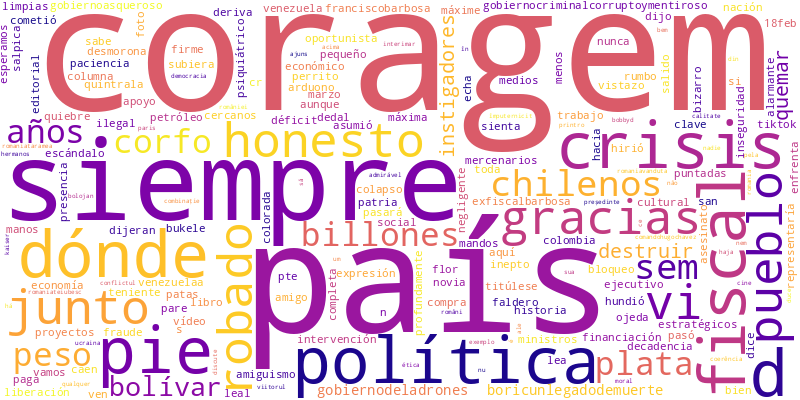 limpias gobiernoasqueroso deriva venezuela franciscobarbosa máxime gobiernocriminalcorruptoymentiroso
esperamos cometió foto coragem instigadores dijo nación 18feb
salpica sabe desmorona firme oportunista nunca
editorial paciencia subiera psiquiátrico pequeño menos salido rumbo si alarmante quemar
columna quintrala cr económico perrito medios echa vistazo bizarro
arduono marzo aunque
apoyo cercanos dedal máxima sienta trabajo clave inseguridad tiktok
quiebre petróleo déficit asumió hacia
años ilegal corfo honesto crisis hirió enfrenta
escándalo mercenarios puntadas
siempre presencia colapso negligente toda exfiscalbarbosa cultural san
patria chilenos fiscal pueblo
manos dijeran bukele colorada social pasará gracias asesinato representaría
dónde robado billones mandos colombia destruir
economía venezuelaa pte país expresión profundamente aquí inepto bloqueo sem
teniente patas amigo flor titúlese ejecutivo vi
junto libro completa novia compra faldero hundió
proyectos fraude pare vídeo n historia ojeda estratégicos
peso pie s intervención política ministros financiación pasó dice
caen amiguismo lea decadencia plata
paga vamos bolívar leal gobiernodeladrones boricunlegadodemuerte bien
liberación ven